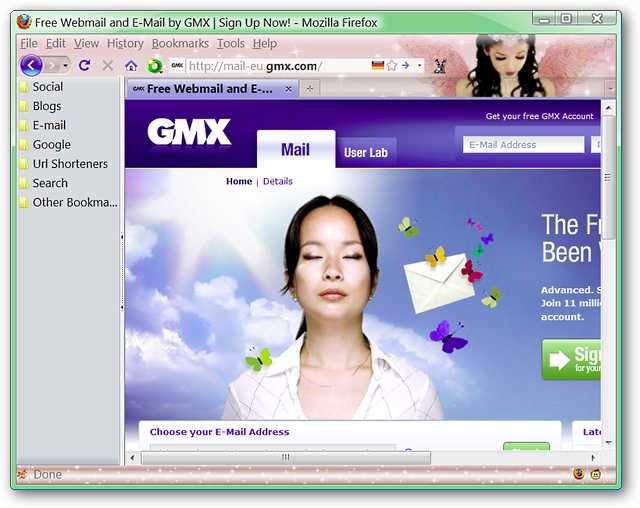 Free Webmail and E-Mail by GMX | Sign Up Now! - Mozilla Firefox
File Edit View History Bookmarks Tools Help
GMX http://mail-eu.gmx.com/
Social
Blogs
E-mail
Google
Url Shorteners
Search
Other Bookma...
GMX Free Webmail and E-...
Get your free GMX Account
GMX
Mail
User Lab
E-Mail Address
Home | Details
The Fr
Been
Advanced. S
Join 11 milli
account.
Sign
for your
Choose your E-Mail Address
Late
Done